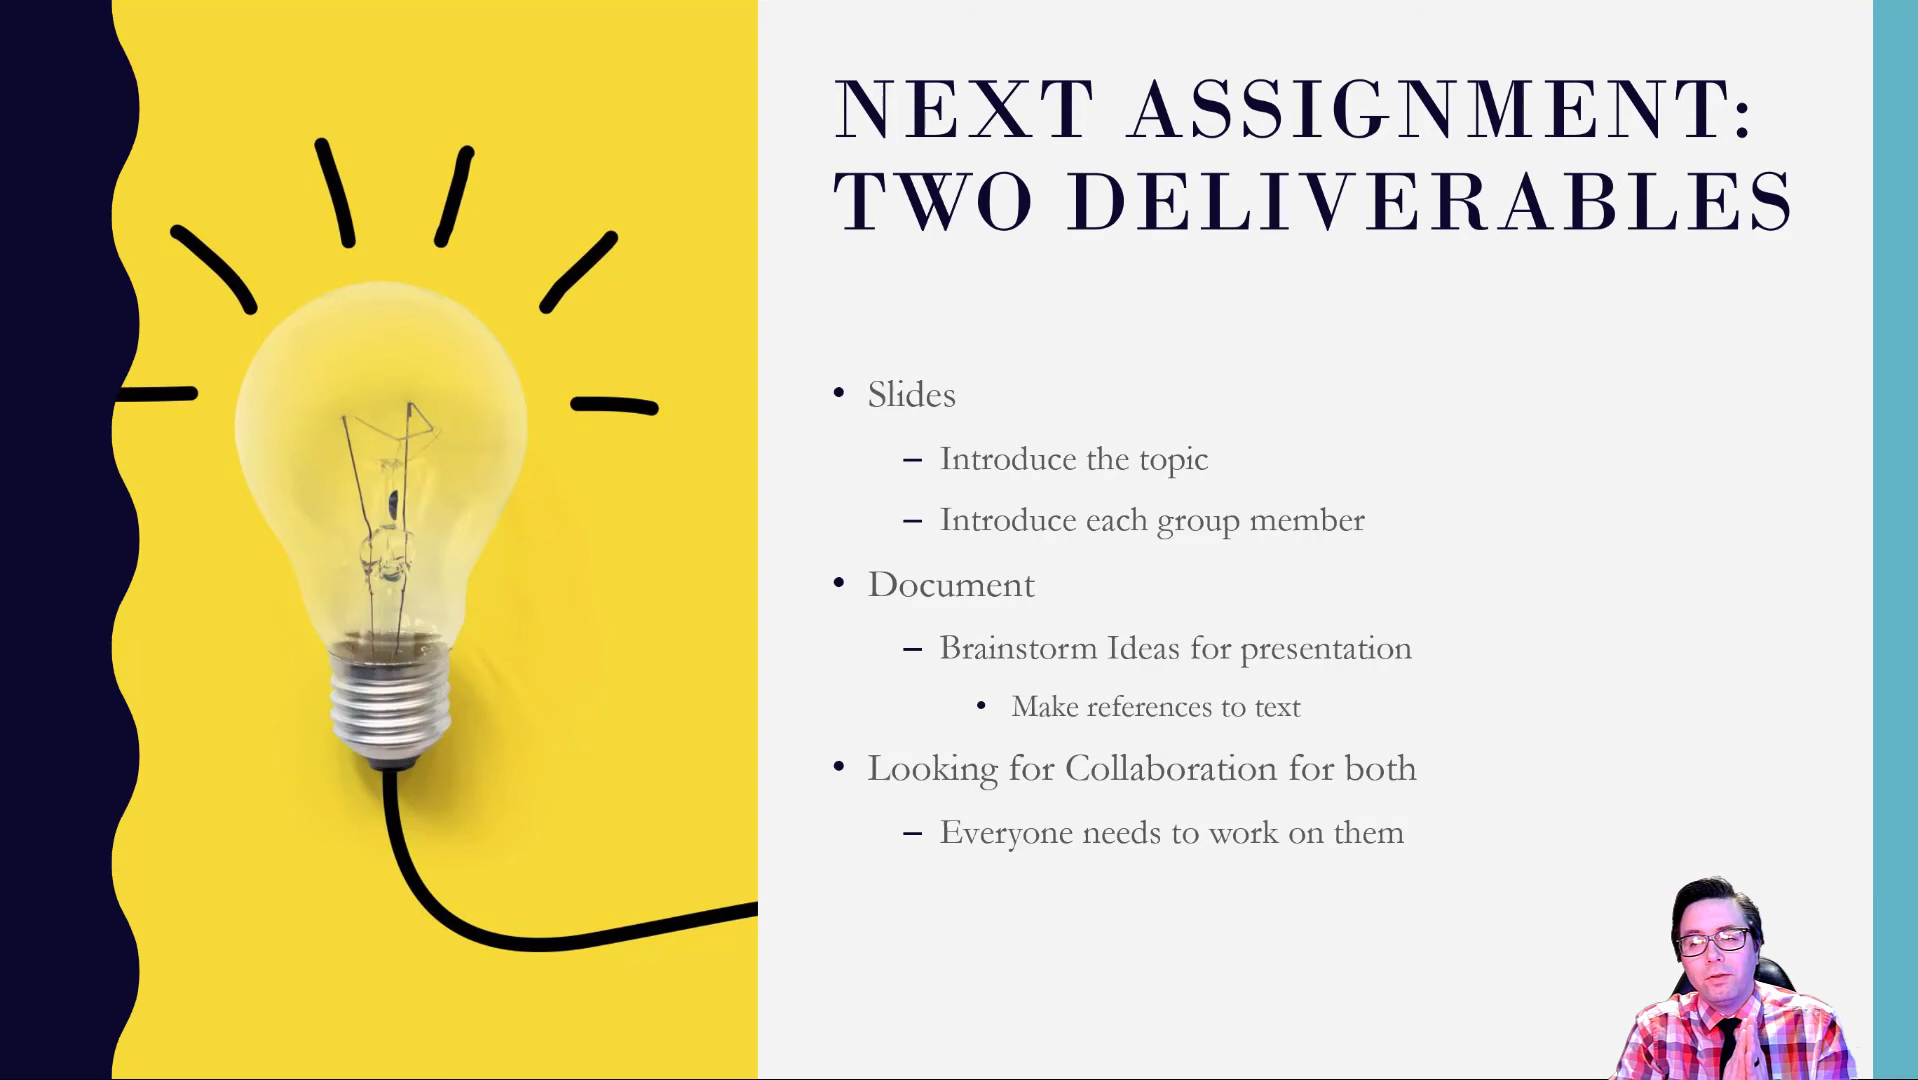 NEXT ASSIGNMENT:
TWO DELIVERABLES
• Slides
– Introduce the topic
– Introduce each group member
• Document
– Brainstorm Ideas for presentation
• Make references to text
• Looking for Collaboration for both
– Everyone needs to work on them